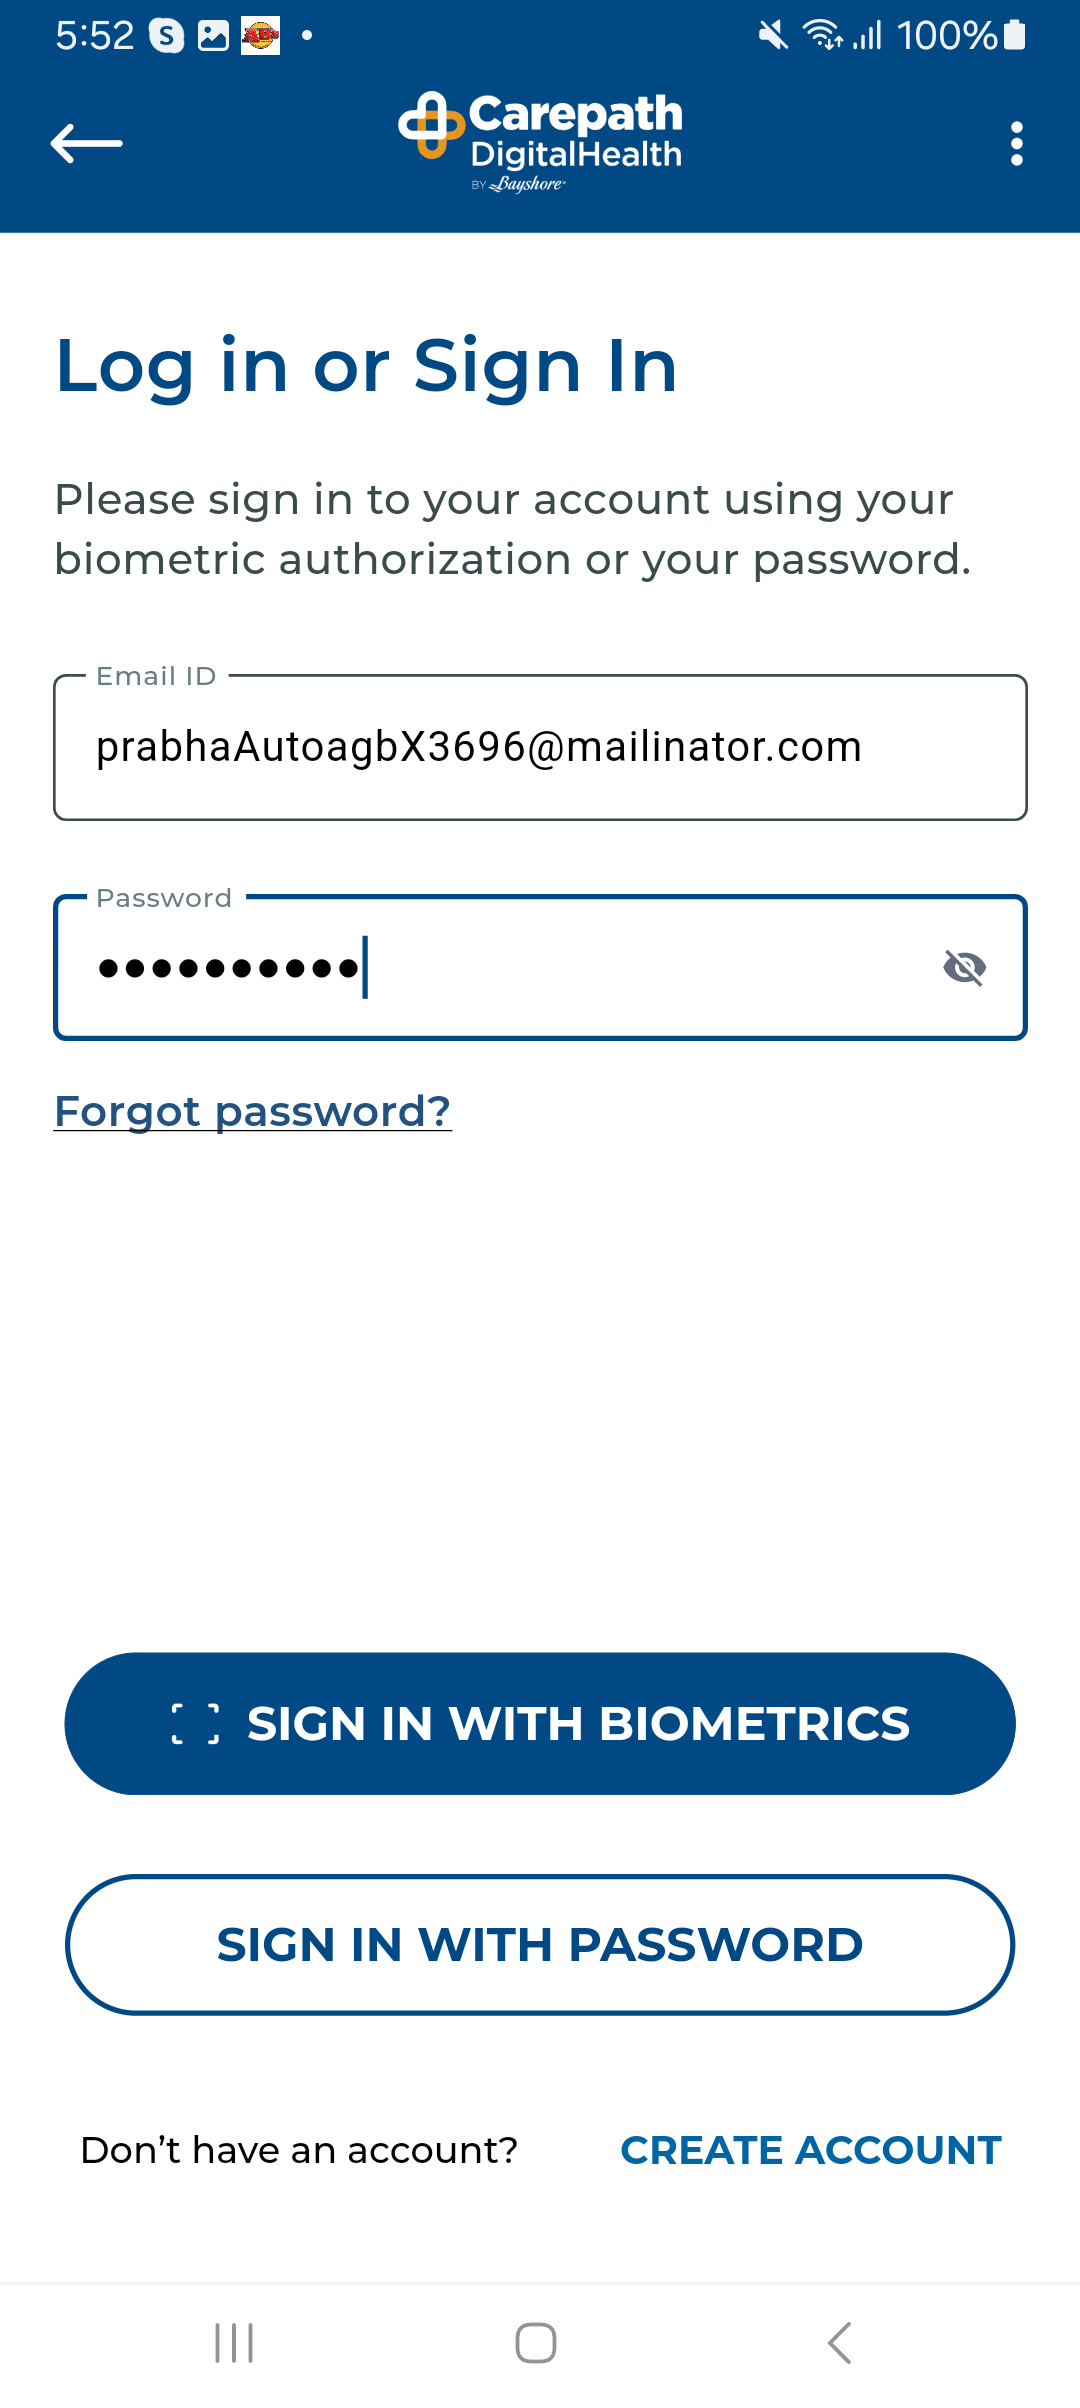 5:52
100%
Carepath
DigitalHealth
BY Bayshore
Log in or Sign In
Please sign in to your account using your
biometric authorization or your password.
Email ID
prabhaAutoagbX3696@mailinator.com
Password
Forgot password?
SIGN IN WITH BIOMETRICS
SIGN IN WITH PASSWORD
Don’t have an account? CREATE ACCOUNT